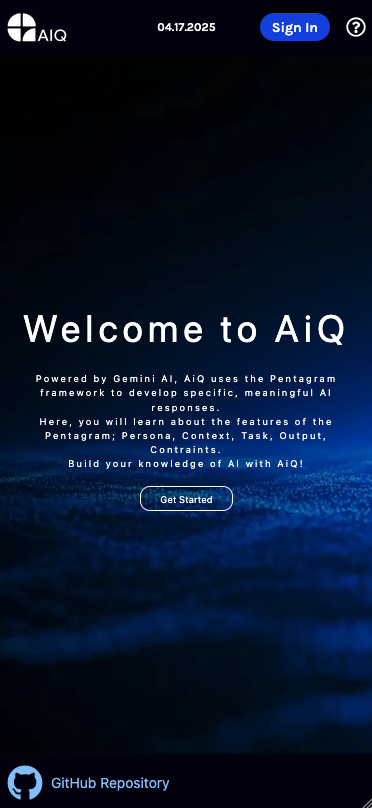 AIQ
04.17.2025
Sign In
?
Welcome to AiQ
Powered by Gemini AI, AiQ uses the Pentagram
framework to develop specific, meaningful AI
responses.
Here, you will learn about the features of the
Pentagram; Persona, Context, Task, Output,
Contraints.
Build your knowledge of AI with AiQ!
Get Started
GitHub Repository